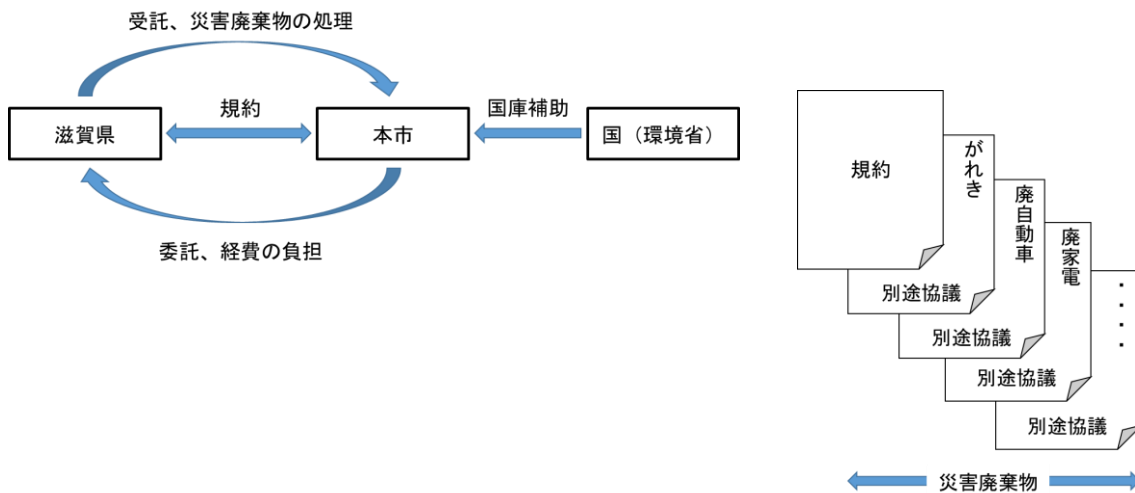 受託、災害廃棄物の処理
滋賀県
規約
本市
国庫補助
国（環境省）
委託、経費の負担
規約
がれき
別途協議
廃自動車
別途協議
廃家電
別途協議
・・・・
別途協議
災害廃棄物